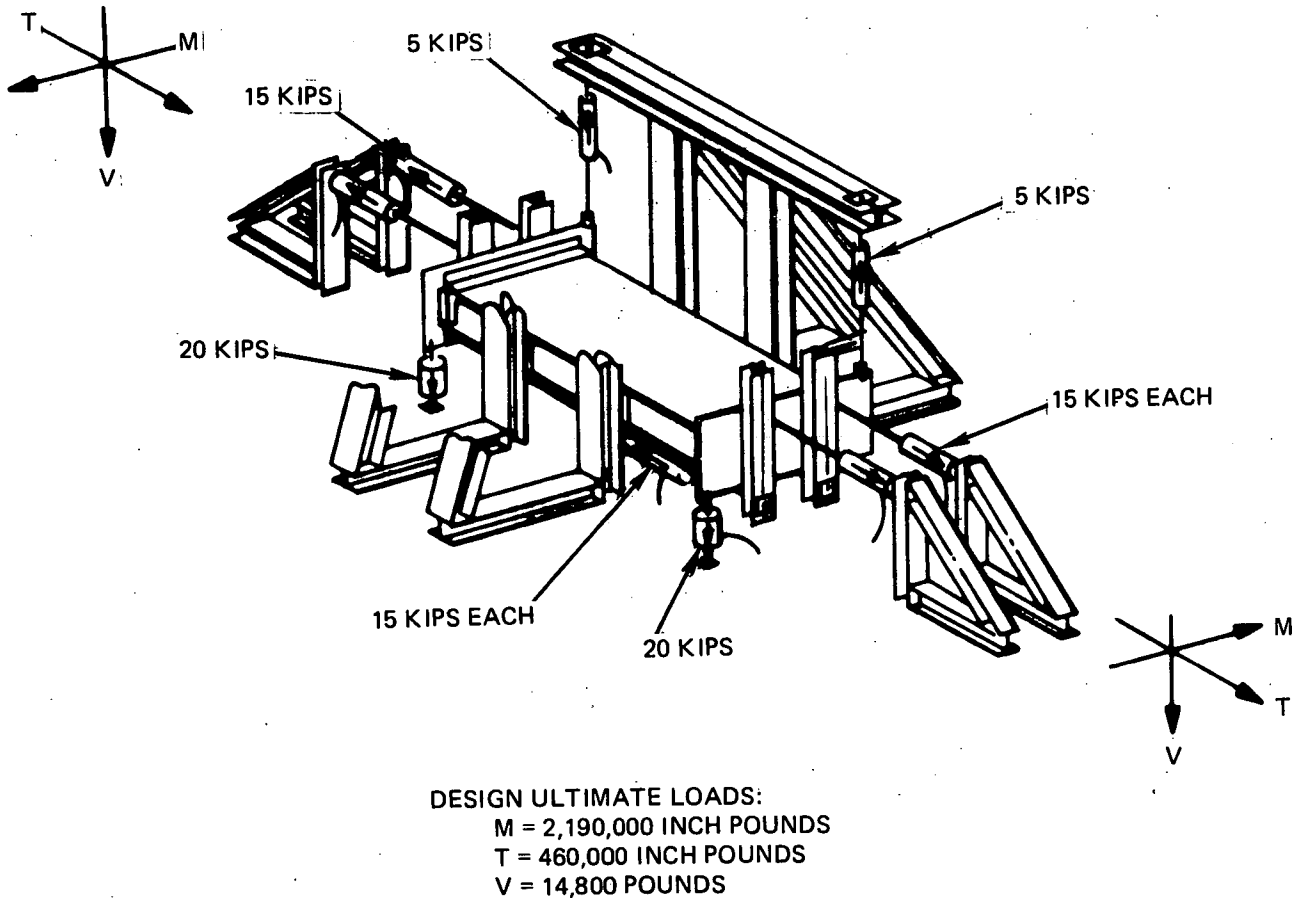 T
M
V
5 KIPS
15 KIPS
5 KIPS
20 KIPS
15 KIPS EACH
15 KIPS EACH
20 KIPS
M
T
V
DESIGN ULTIMATE LOADS:
M = 2,190,000 INCH POUNDS
T = 460,000 INCH POUNDS
V = 14,800 POUNDS